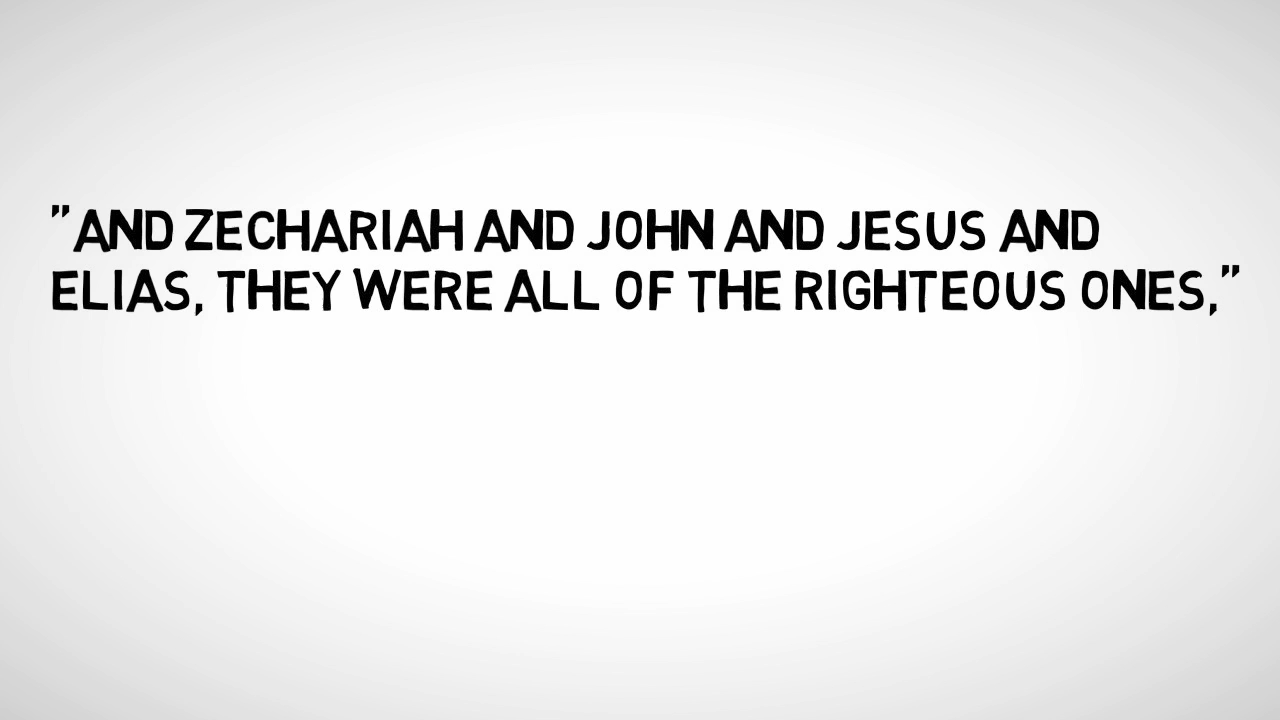 "AND ZECHARIAH AND JOHN AND JESUS AND
ELIAS, THEY WERE ALL OF THE RIGHTEOUS ONES,"